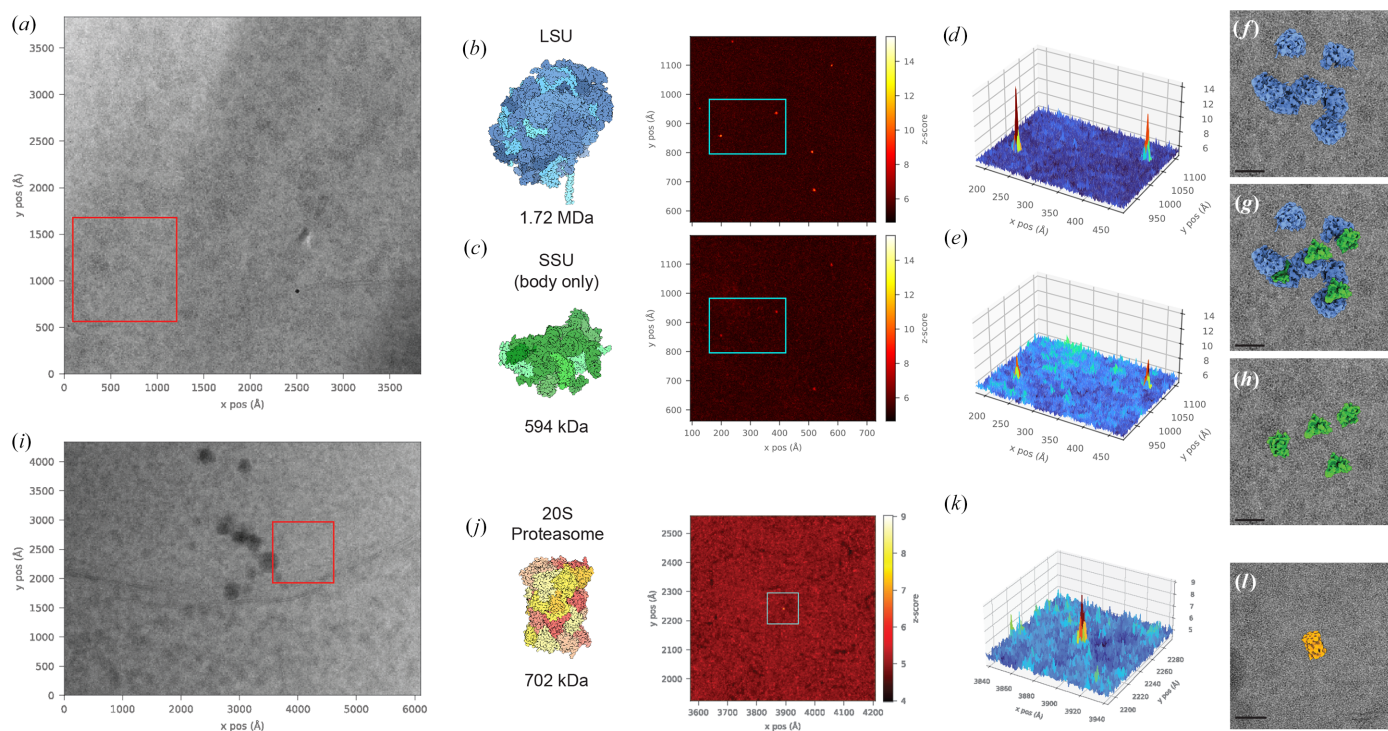 (a)
3500
3000
2500
2000
1500
1000
500
0
y pos (Å)
0 500 1000 1500 2000 2500 3000 3500
x pos (Å)
(b)
LSU
1.72 MDa
1100
1000
900
800
700
600
y pos (Å)
14
12
10
8
6
z-score
(c)
SSU
(body only)
594 kDa
1100
1000
900
800
700
600
y pos (Å)
100 200 300 400 500 600 700
x pos (Å)
14
12
10
8
6
z-score
(d)
14
12
10
8
6
200
250
300
350
400
450
x pos (Å)
950
1000
1050
1100
y pos (Å)
(e)
14
12
10
8
6
200
250
300
350
400
450
x pos (Å)
950
1000
1050
1100
y pos (Å)
(f)
(g)
(h)
(i)
4000
3500
3000
2500
2000
1500
1000
500
0
y pos (Å)
0 1000 2000 3000 4000 5000 6000
x pos (Å)
(j)
20S
Proteasome
702 kDa
2500
2400
2300
2200
2100
2000
y pos (Å)
3600 3700 3800 3900 4000 4100 4200
x pos (Å)
9
8
7
6
5
4
z-score
(k)
9
8
7
6
5
3840
3860
3880
3900
3920
3940
x pos (Å)
2200
2220
2240
2260
2280
y pos (Å)
(l)